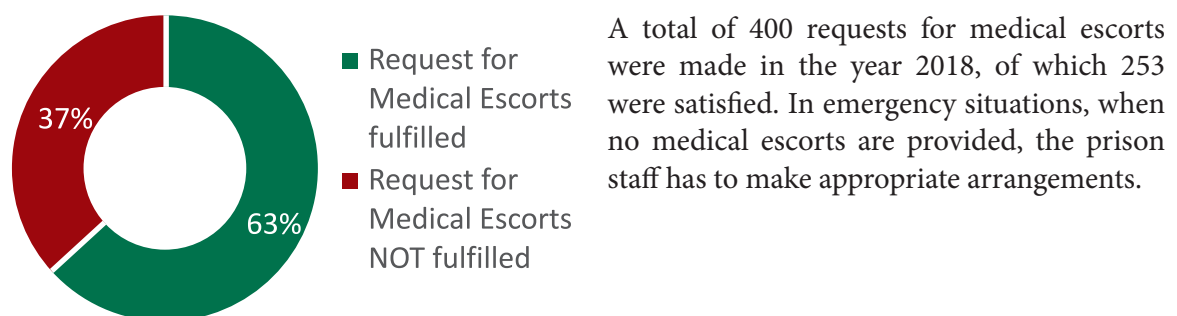 37%
63%
Request for
Medical Escorts
fulfilled
Request for
Medical Escorts
NOT fulfilled
A total of 400 requests for medical escorts
were made in the year 2018, of which 253
were satisfied. In emergency situations, when
no medical escorts are provided, the prison
staff has to make appropriate arrangements.